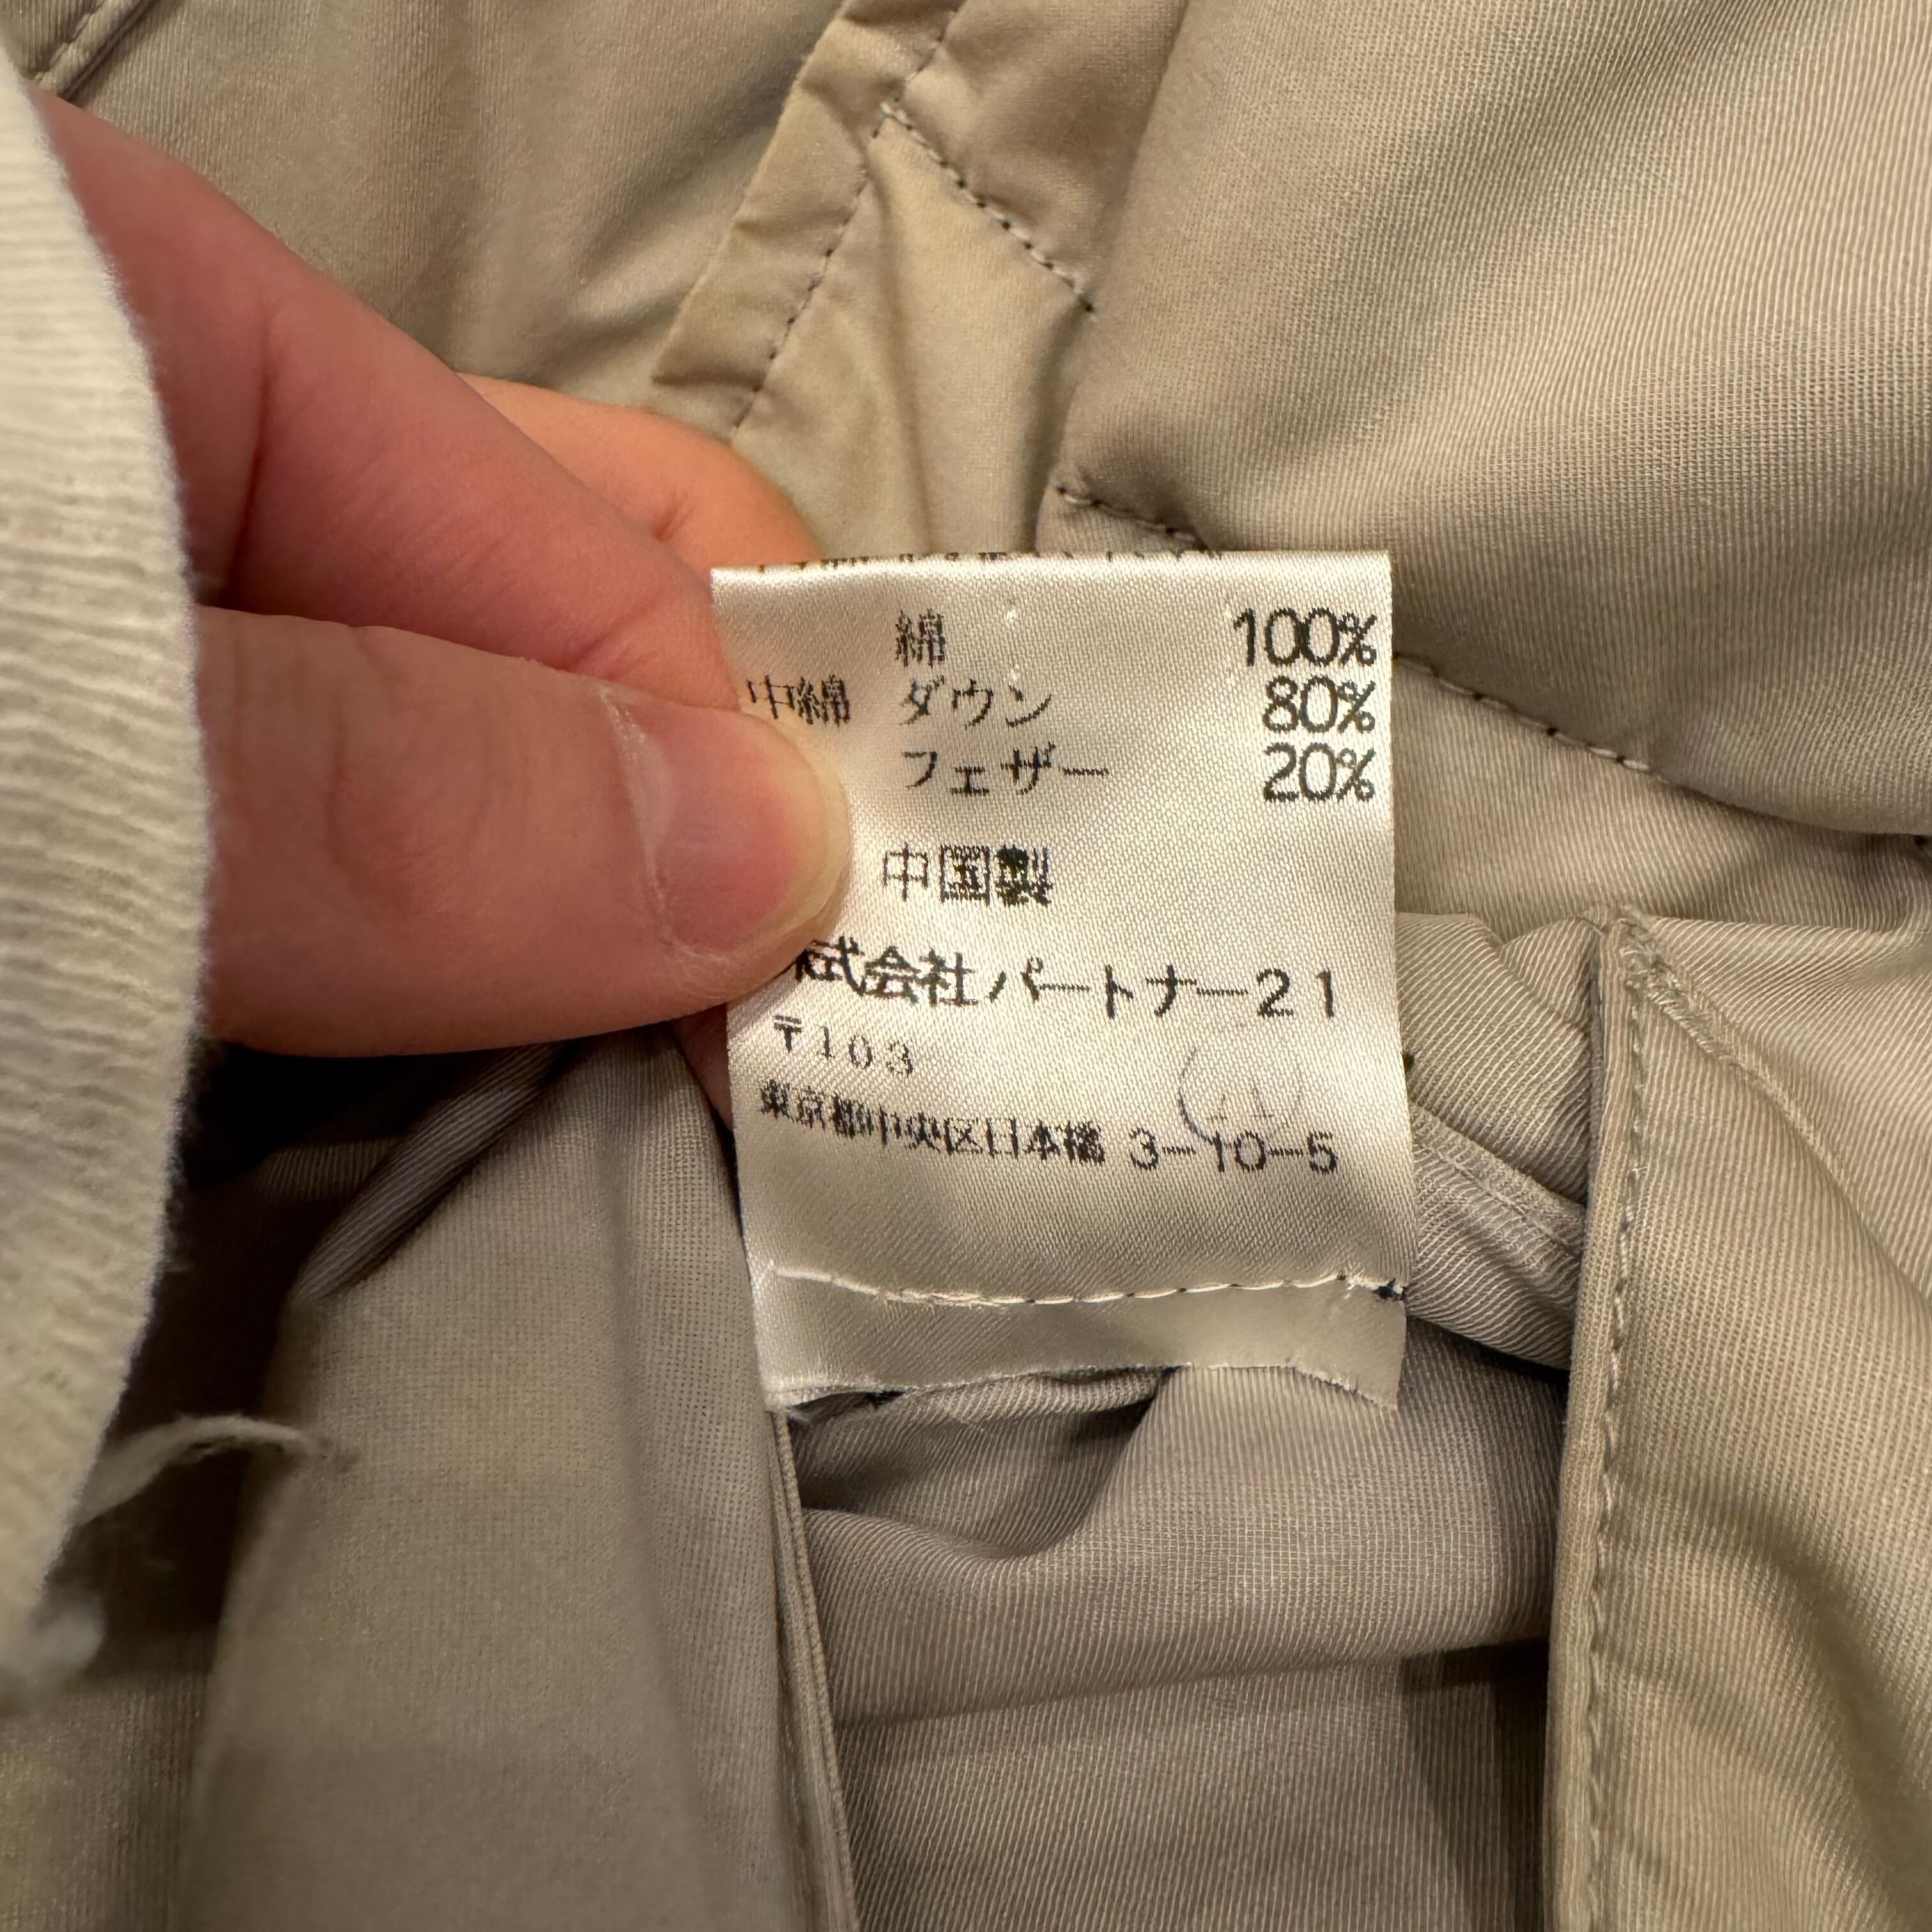 綿 100%
中綿 ダウン 80%
フェザー 20%
中国製
式会社パートナー21
〒103
東京都中央区日本橋 3-10-5